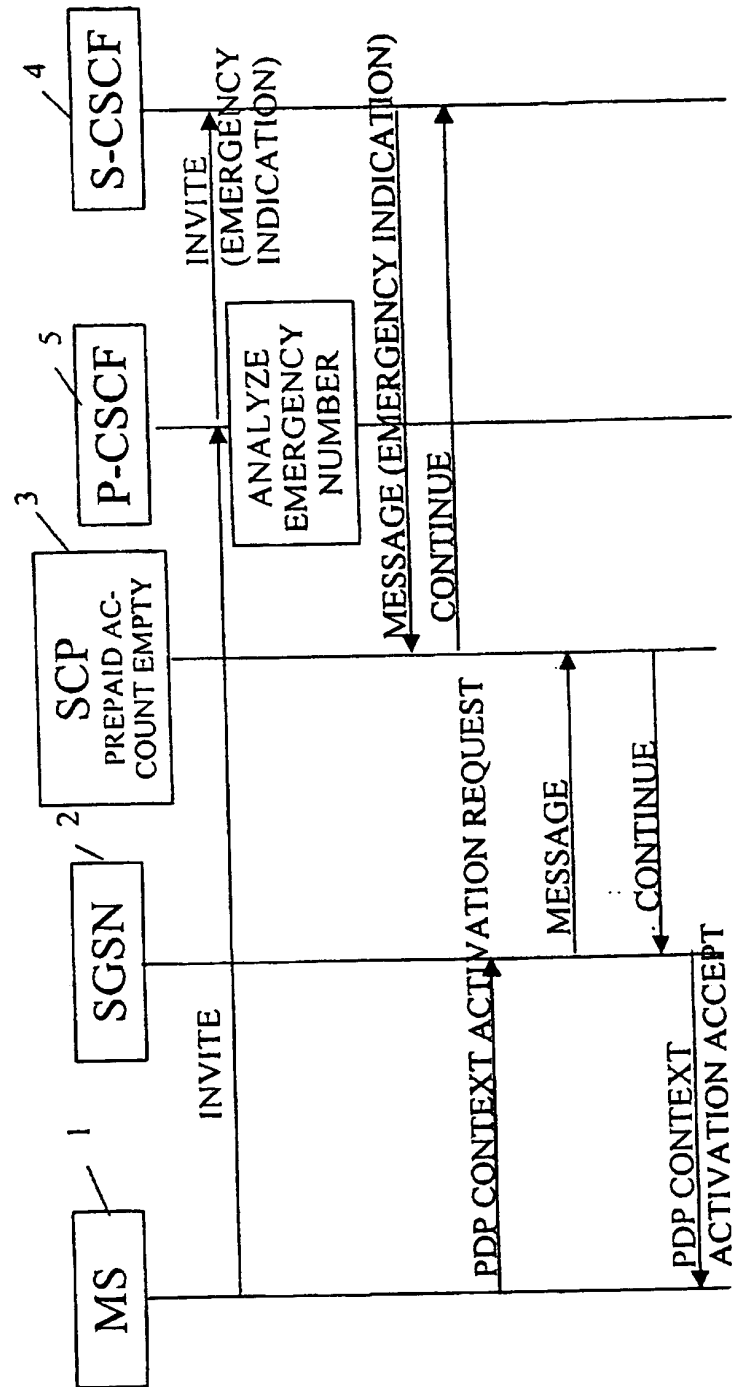 1
MS
2
SGSN
3
SCP
PREPAID AC-
COUNT EMPTY
5
P-CSCF
4
S-CSCF
INVITE
INVITE
(EMERGENCY
INDICATION)
ANALYZE
EMERGENCY
NUMBER
MESSAGE (EMERGENCY INDICATION)
CONTINUE
PDP CONTEXT ACTIVATION REQUEST
MESSAGE
CONTINUE
PDP CONTEXT
ACTIVATION ACCEPT